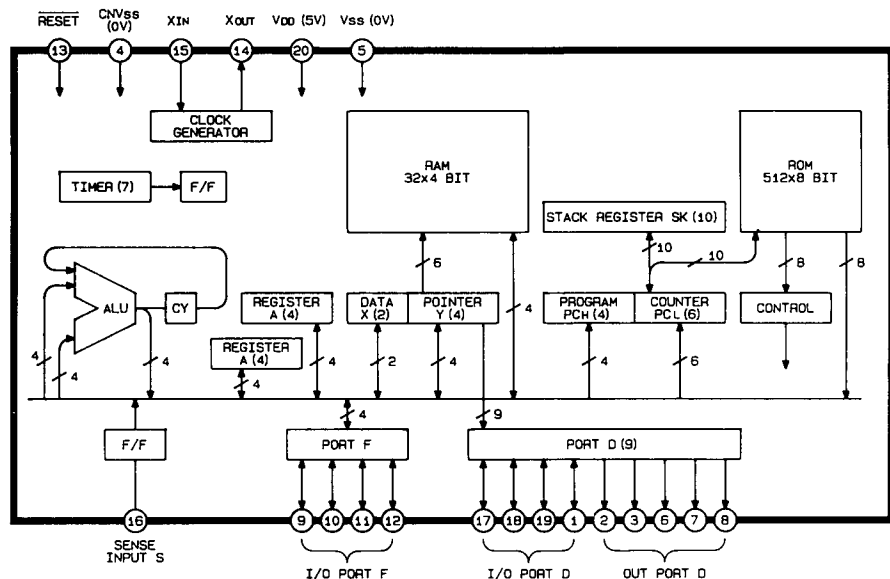 RESET CNVSS (0V) XIN XOUT VDD (5V) VSS (0V)
13 4 15 14 20 5
CLOCK
GENERATOR
RAM
32x4 BIT
ROM
512x8 BIT
TIMER (7) F/F
STACK REGISTER SK (10)
10 10
6 4 8 8
ALU CY
REGISTER
A (4)
DATA
X (2)
POINTER
Y (4)
PROGRAM
PCH (4)
COUNTER
PCL (6)
CONTROL
REGISTER
A (4)
4 4 4 4 4 2 4 4 6
4 9
F/F
PORT F
PORT D (9)
16 9 10 11 12 17 18 19 1 2 3 6 7 8
SENSE
INPUT S
I/O PORT F I/O PORT D OUT PORT D